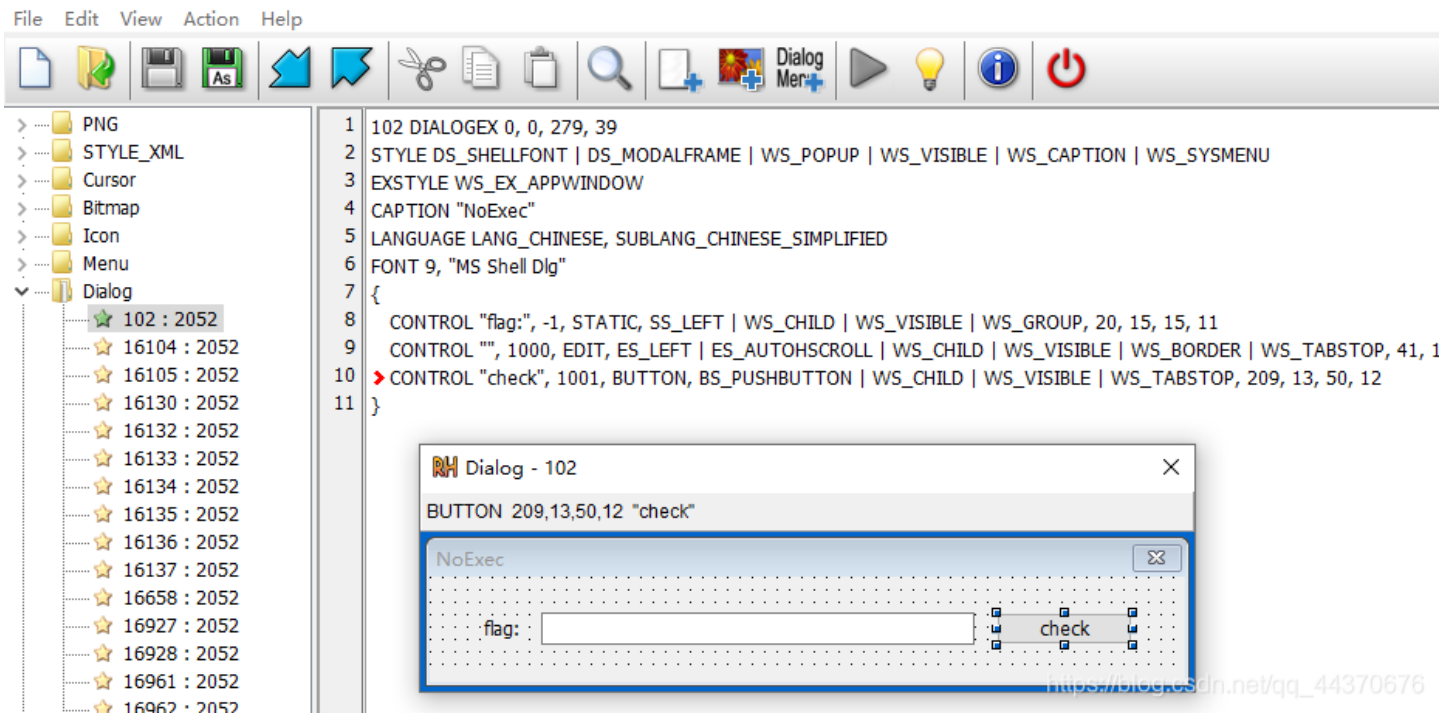 File Edit View Action Help
As
Dialog
Men
PNG
STYLE_XML
Cursor
Bitmap
Icon
Menu
Dialog
102 : 2052
16104 : 2052
16105 : 2052
16130 : 2052
16132 : 2052
16133 : 2052
16134 : 2052
16135 : 2052
16136 : 2052
16137 : 2052
16658 : 2052
16927 : 2052
16928 : 2052
16961 : 2052
16962 : 2052
1 102 DIALOGEX 0, 0, 279, 39
2 STYLE DS_SHELLFONT | DS_MODALFRAME | WS_POPUP | WS_VISIBLE | WS_CAPTION | WS_SYSMENU
3 EXSTYLE WS_EX_APPWINDOW
4 CAPTION "NoExec"
5 LANGUAGE LANG_CHINESE, SUBLANG_CHINESE_SIMPLIFIED
6 FONT 9, "MS Shell Dlg"
7 {
8 CONTROL "flag:", -1, STATIC, SS_LEFT | WS_CHILD | WS_VISIBLE | WS_GROUP, 20, 15, 15, 11
9 CONTROL "", 1000, EDIT, ES_LEFT | ES_AUTOHSCROLL | WS_CHILD | WS_VISIBLE | WS_BORDER | WS_TABSTOP, 41, 1
10 CONTROL "check", 1001, BUTTON, BS_PUSHBUTTON | WS_CHILD | WS_VISIBLE | WS_TABSTOP, 209, 13, 50, 12
11 }
RH Dialog - 102
BUTTON 209,13,50,12 "check"
NoExec
flag: check
https://blog.csdn.net/qq_44370676